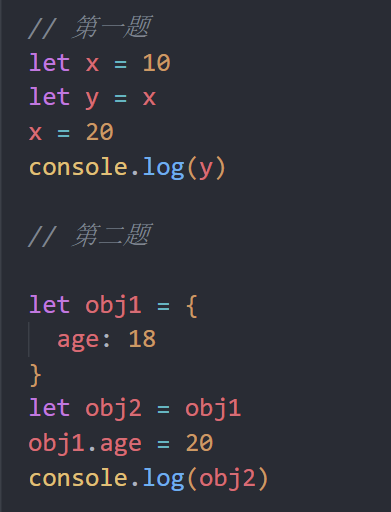 // 第一题
let x = 10
let y = x
x = 20
console.log(y)
// 第二题
let obj1 = {
  age: 18
}
let obj2 = obj1
obj1.age = 20
console.log(obj2)